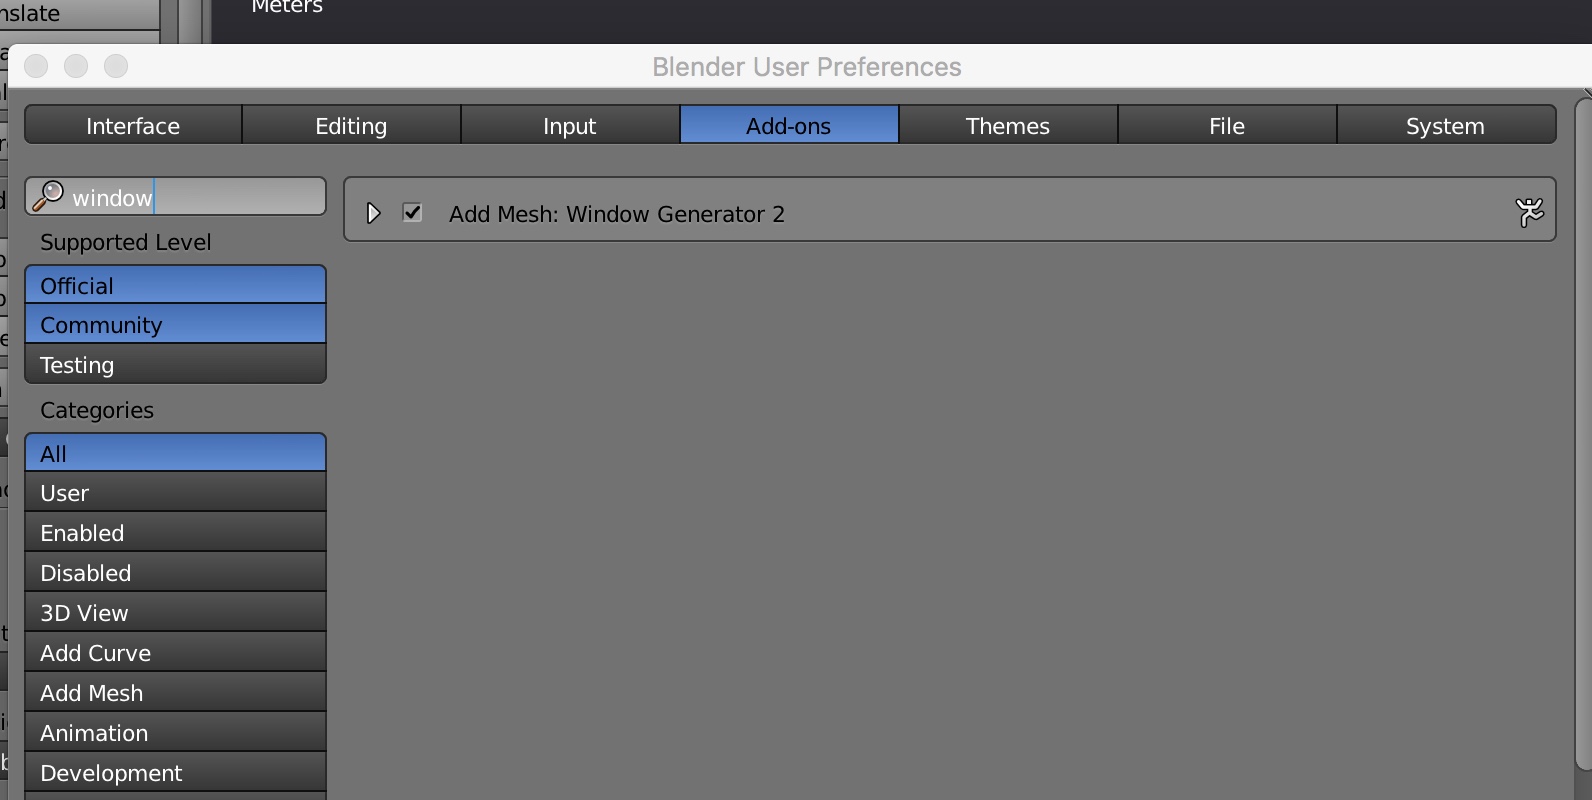 nslate
Meters
Blender User Preferences
Interface
Editing
Input
Add-ons
Themes
File
System
window
Add Mesh: Window Generator 2
Supported Level
Official
Community
Testing
Categories
All
User
Enabled
Disabled
3D View
Add Curve
Add Mesh
Animation
Development